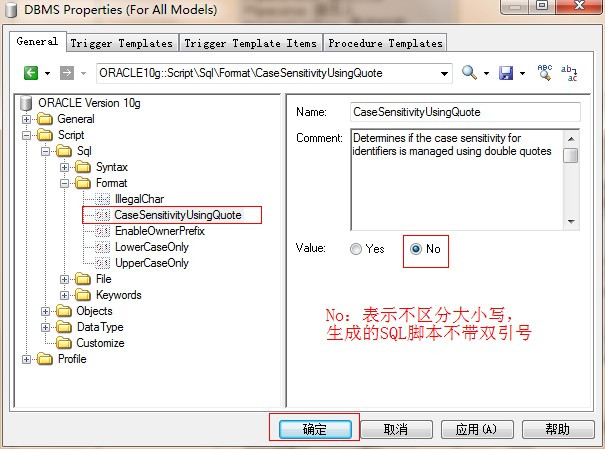 DBMS Properties (For All Models)
General
Trigger Templates
Trigger Template Items
Procedure Templates
ORACLE10g::Script\Sql\Format\CaseSensitivityUsingQuote
ABC
ab
ac
ORACLE Version 10g
General
Script
Sql
Syntax
Format
IllegalChar
CaseSensitivityUsingQuote
EnableOwnerPrefix
LowerCaseOnly
UpperCaseOnly
File
Keywords
Objects
DataType
Customize
Profile
Name: CaseSensitivityUsingQuote
Comment: Determines if the case sensitivity for
identifiers is managed using double quotes
Value: Yes No
No：表示不区分大小写，
生成的SQL脚本不带双引号
确定 取消 应用(A) 帮助